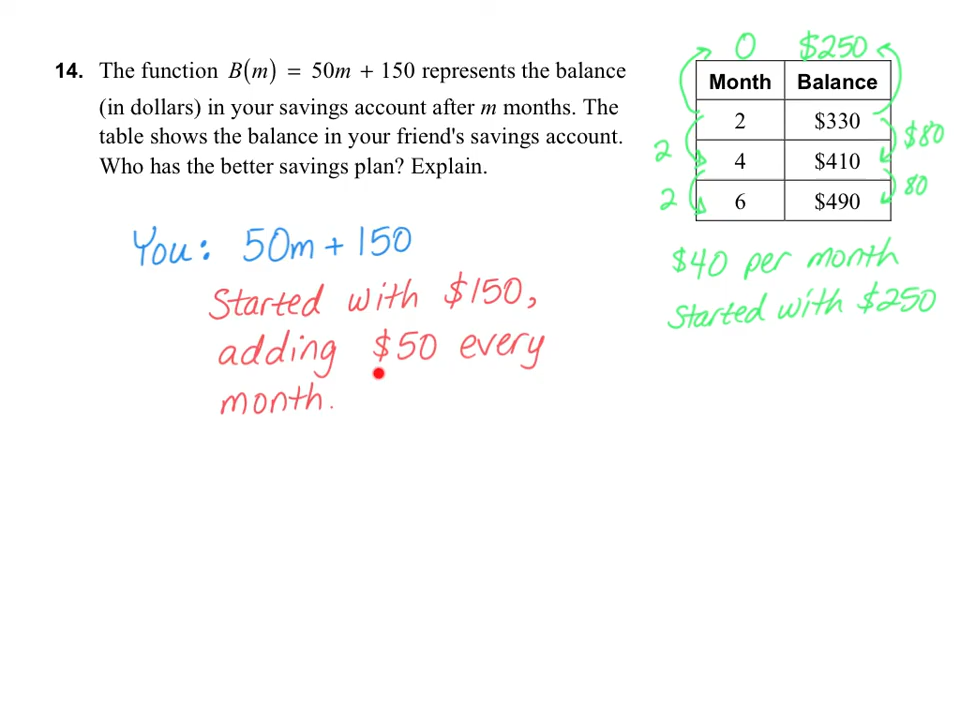 14. The function B(m) = 50m + 150 represents the balance
(in dollars) in your savings account after m months. The
table shows the balance in your friend's savings account.
Who has the better savings plan? Explain.
0 $250
Month Balance
2 $330
$80
2
4 $410
80
2
6 $490
$40 per month
Started with $250
You: 50m + 150
Started with $150,
adding $50 every
month.